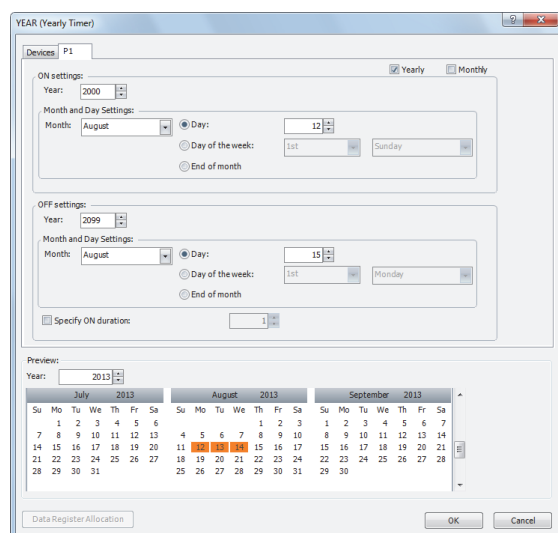 YEAR (Yearly Timer)
Devices P1
Yearly Monthly
ON settings:
Year: 2000
Month and Day Settings:
Month: August Day: 12
Day of the week: 1st Sunday
End of month
OFF settings:
Year: 2099
Month and Day Settings:
Month: August Day: 15
Day of the week: 1st Monday
End of month
Specify ON duration: 1
Preview:
Year: 2013
July 2013 August 2013 September 2013
Su Mo Tu We Th Fr Sa Su Mo Tu We Th Fr Sa Su Mo Tu We Th Fr Sa
1 2 3 4 5 6 1 2 3 1 2 3 4 5 6 7
7 8 9 10 11 12 13 4 5 6 7 8 9 10 8 9 10 11 12 13 14
14 15 16 17 18 19 20 11 12 13 14 15 16 17 15 16 17 18 19 20 21
21 22 23 24 25 26 27 18 19 20 21 22 23 24 22 23 24 25 26 27 28
28 29 30 31 25 26 27 28 29 30 31 29 30
Data Register Allocation OK Cancel